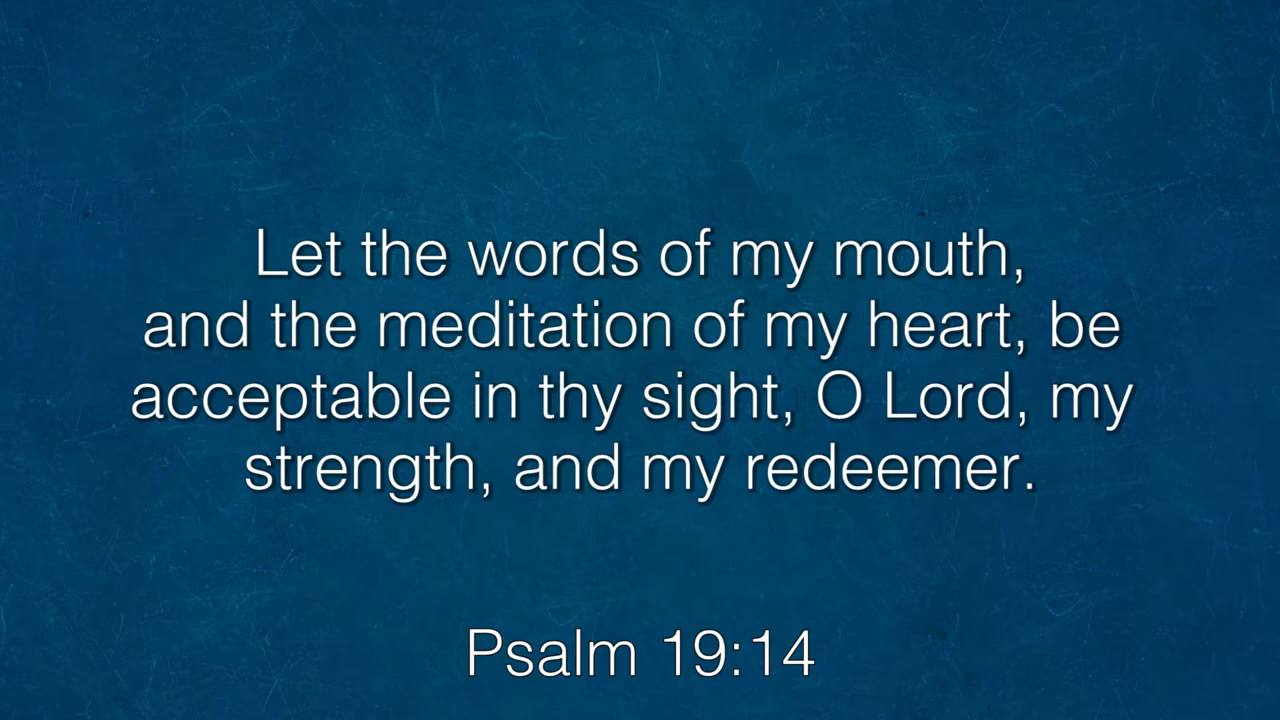 Let the words of my mouth,
and the meditation of my heart, be
acceptable in thy sight, O Lord, my
strength, and my redeemer.
Psalm 19:14